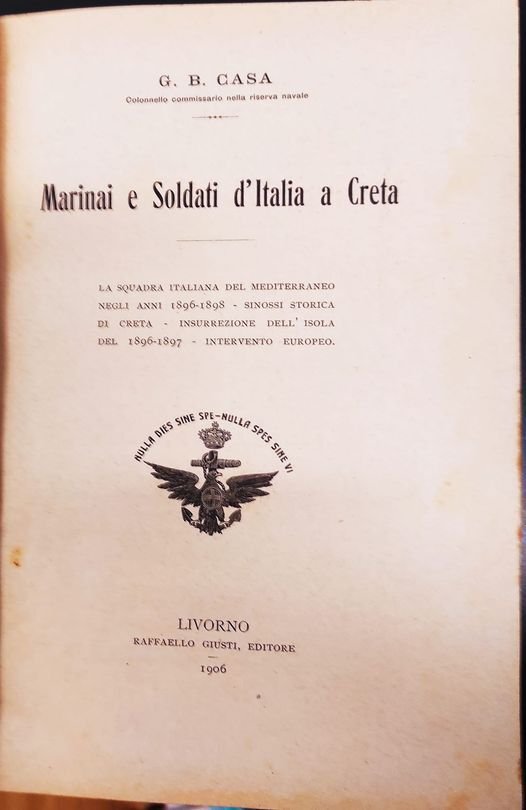 G. B. CASA
Colonnello commissario nella riserva navale
Marinai e Soldati d'Italia a Creta
LA SQUADRA ITALIANA DEL MEDITERRANEO
NEGLI ANNI 1896-1898 - SINOSSI STORICA
DI CRETA - INSURREZIONE DELL' ISOLA
DEL 1896-1897 - INTERVENTO EUROPEO.
NULLA DIES SINE SPE-NULLA SPES SINE VI
LIVORNO
RAFFAELLO GIUSTI, EDITORE
1906